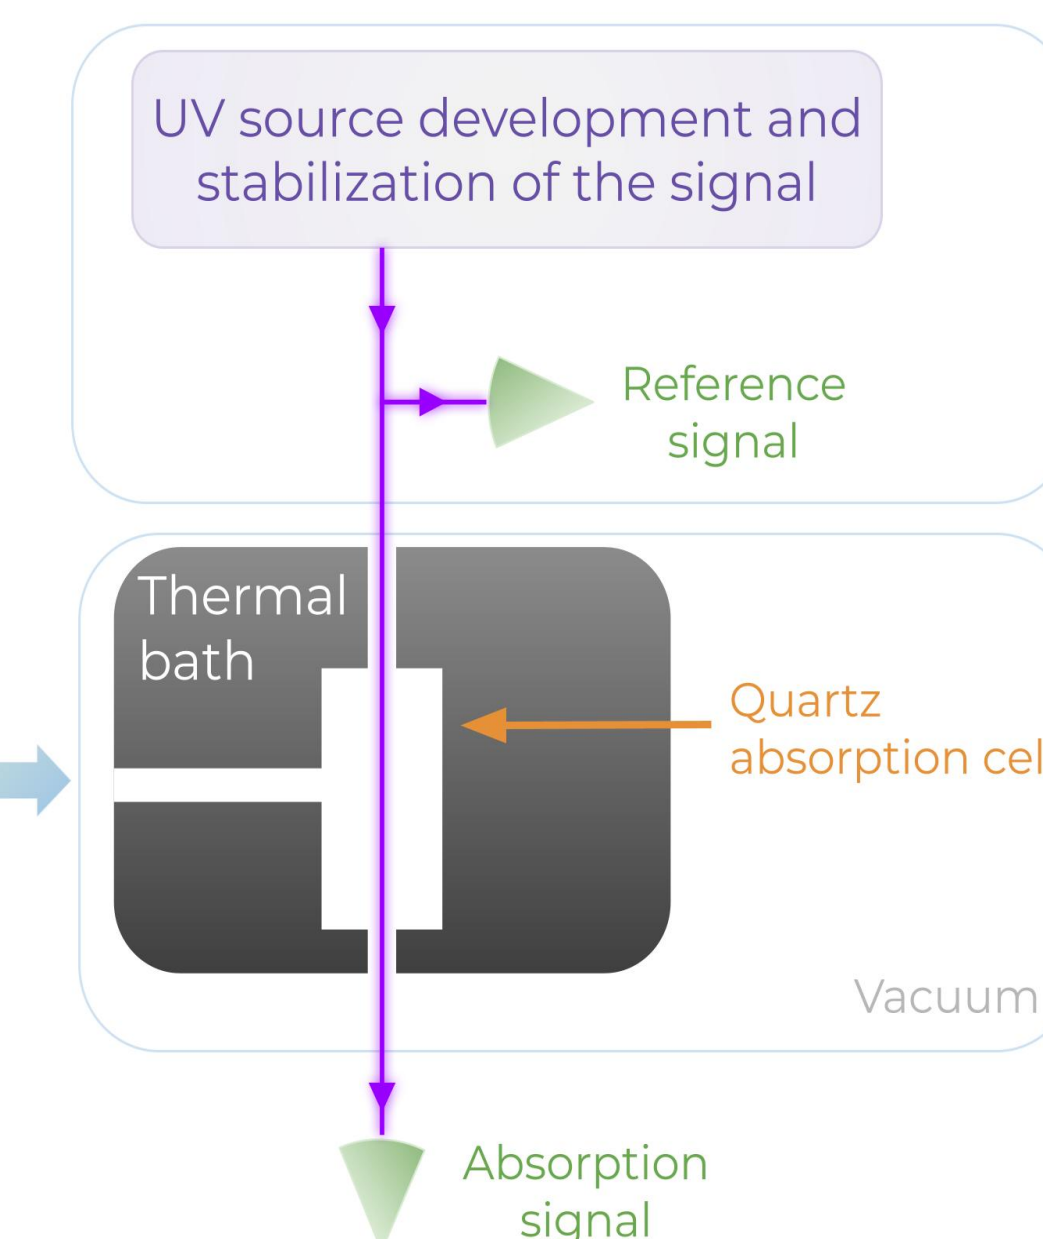 UV source development and
stabilization of the signal
Reference
signal
Thermal
bath
Quartz
absorption cel
Vacuum
Absorption
signal